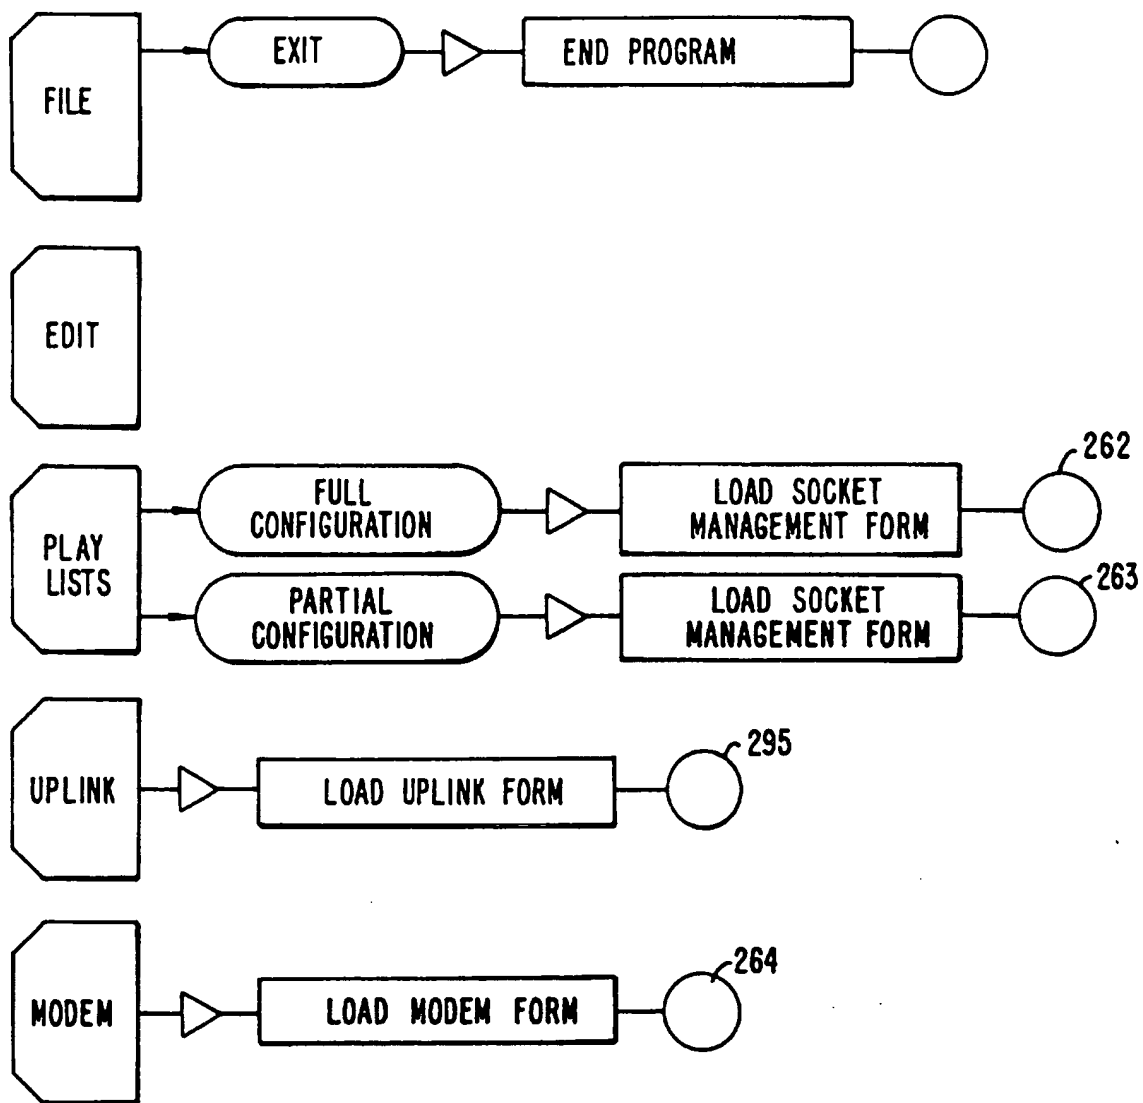 FILE
EXIT
END PROGRAM
EDIT
PLAY
LISTS
FULL
CONFIGURATION
LOAD SOCKET
MANAGEMENT FORM
262
PARTIAL
CONFIGURATION
LOAD SOCKET
MANAGEMENT FORM
263
UPLINK
LOAD UPLINK FORM
295
MODEM
LOAD MODEM FORM
264